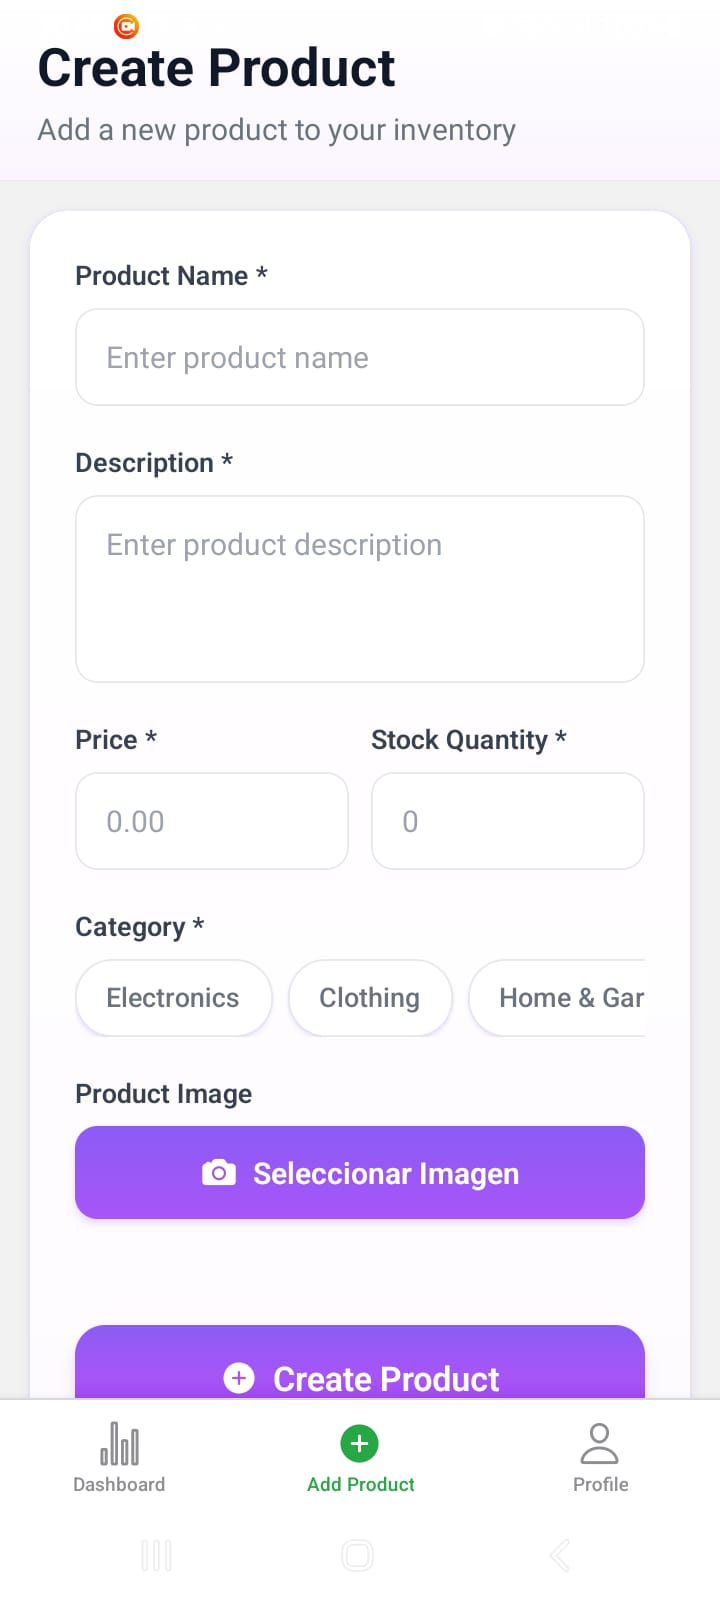 Create Product
Add a new product to your inventory
Product Name *
Enter product name
Description *
Enter product description
Price * Stock Quantity *
0.00 0
Category *
Electronics Clothing Home & Gar
Product Image
Seleccionar Imagen
Create Product
Dashboard Add Product Profile